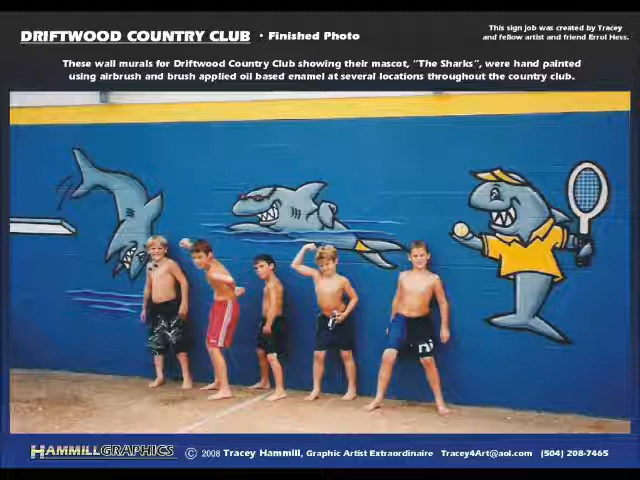 DRIFTWOOD COUNTRY CLUB • Finished Photo
This sign job was created by Tracey
and fellow artist and friend Errol Hess.
These wall murals for Driftwood Country Club showing their mascot, "The Sharks", were hand painted
using airbrush and brush applied oil based enamel at several locations throughout the country club.
ni
HAMMILLGRAPHICS © 2008 Tracey Hammill, Graphic Artist Extraordinaire Tracey4Art@aol.com (504) 208-7465